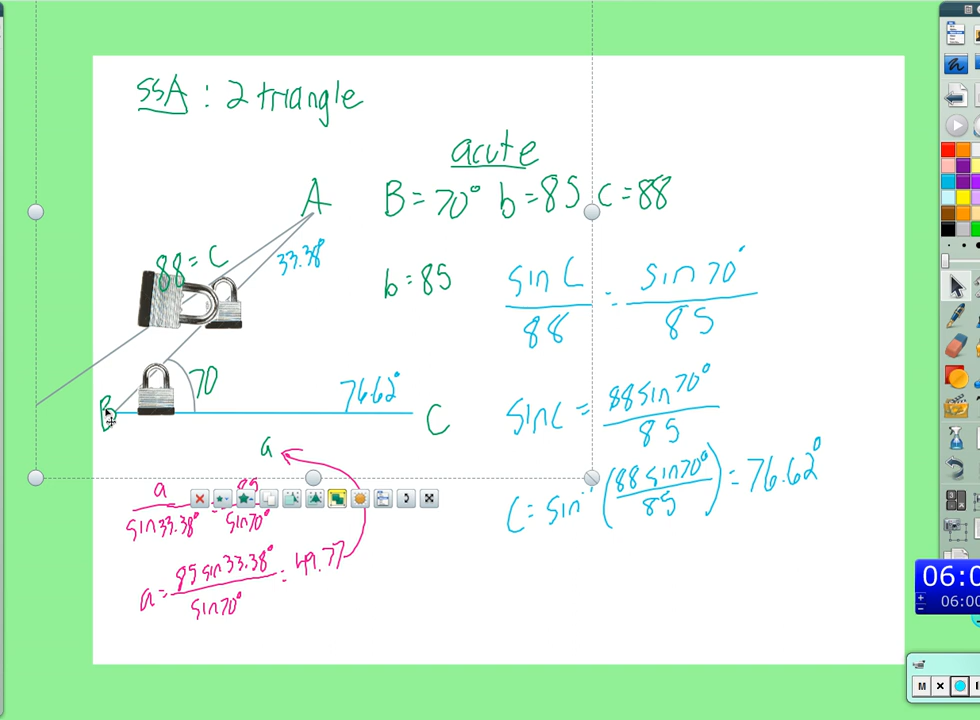 SSA : 2 triangle
acute
B = 70° b = 85 c = 88
A
88 = C
33.38°
b = 85
sin C / 88 = sin 70° / 85
70
76.62°
B
C
a
sin C = 88 sin 70° / 85
C = sin⁻¹ (88 sin 70° / 85) = 76.62°
a / sin 33.38° = 85 / sin 70°
a = 85 sin 33.38° / sin 70° = 49.77
06:0
06:00
M X